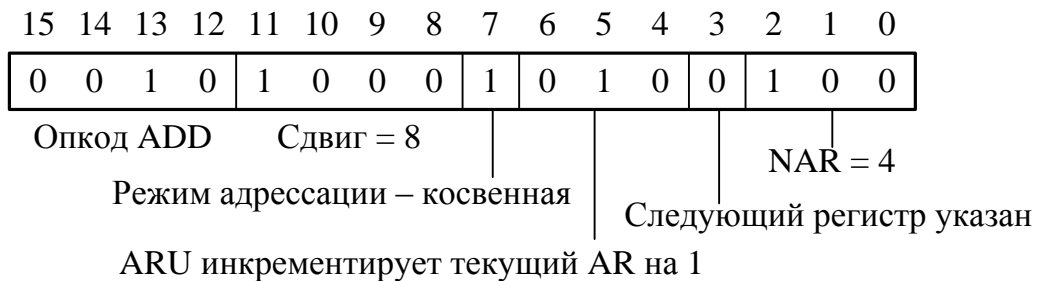 15 14 13 12 11 10 9 8 7 6 5 4 3 2 1 0
0 0 1 0 1 0 0 0 1 0 1 0 0 1 0 0
Опкод ADD Сдвиг = 8
NAR = 4
Режим адрессации – косвенная
Следующий регистр указан
ARU инкрементирует текущий AR на 1